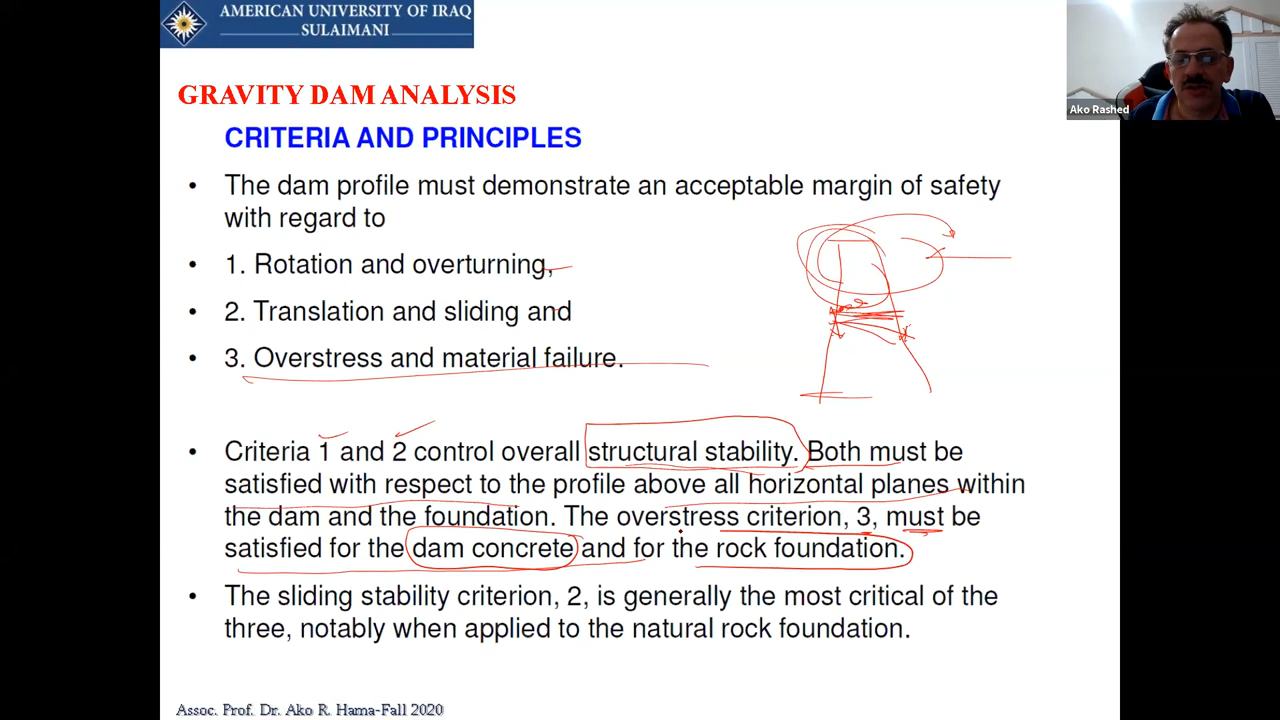 AMERICAN UNIVERSITY OF IRAQ
SULAIMANI
Ako Rashed
GRAVITY DAM ANALYSIS
CRITERIA AND PRINCIPLES
• The dam profile must demonstrate an acceptable margin of safety
with regard to
• 1. Rotation and overturning,
• 2. Translation and sliding and
• 3. Overstress and material failure.
• Criteria 1 and 2 control overall structural stability. Both must be
satisfied with respect to the profile above all horizontal planes within
the dam and the foundation. The overstress criterion, 3, must be
satisfied for the dam concrete and for the rock foundation.
• The sliding stability criterion, 2, is generally the most critical of the
three, notably when applied to the natural rock foundation.
Assoc. Prof. Dr. Ako R. Hama-Fall 2020